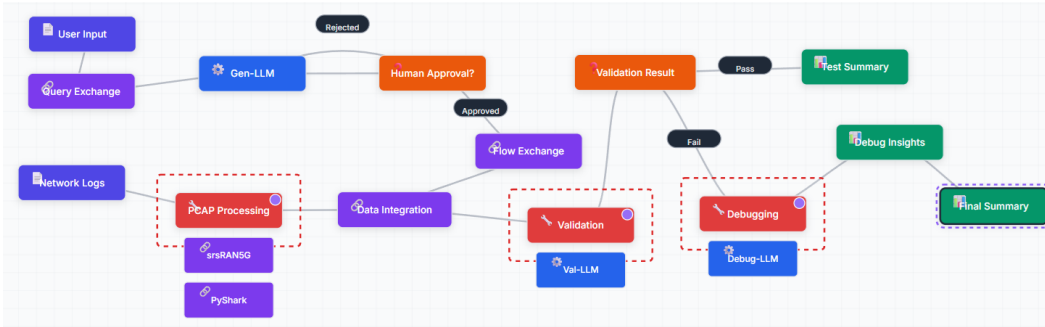 User Input
Rejected
Query Exchange
Gen-LLM
Human Approval?
Validation Result
Pass
Test Summary
Approved
Flow Exchange
Fail
Debug Insights
Network Logs
PCAP Processing
Data Integration
Validation
Debugging
Final Summary
srsRAN5G
Val-LLM
Debug-LLM
PyShark